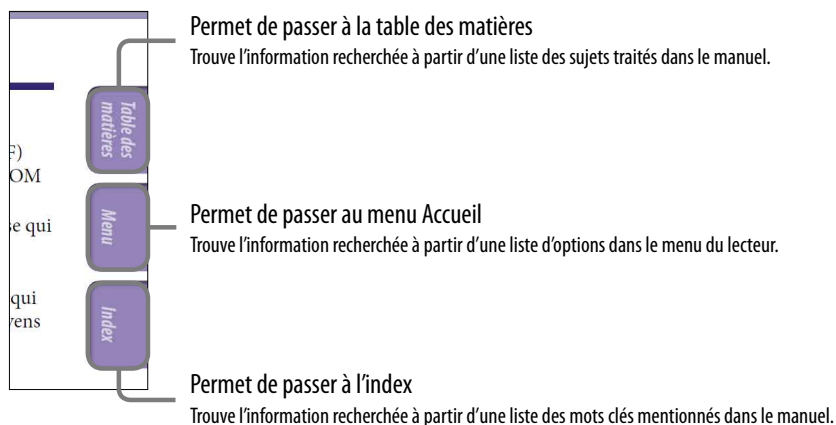 Permet de passer à la table des matières
Trouve l'information recherchée à partir d'une liste des sujets traités dans le manuel.
Table des
matières
F)
OM
se qui
Menu
Permet de passer au menu Accueil
Trouve l'information recherchée à partir d'une liste d'options dans le menu du lecteur.
qui
vens
Index
Permet de passer à l'index
Trouve l'information recherchée à partir d'une liste des mots clés mentionnés dans le manuel.